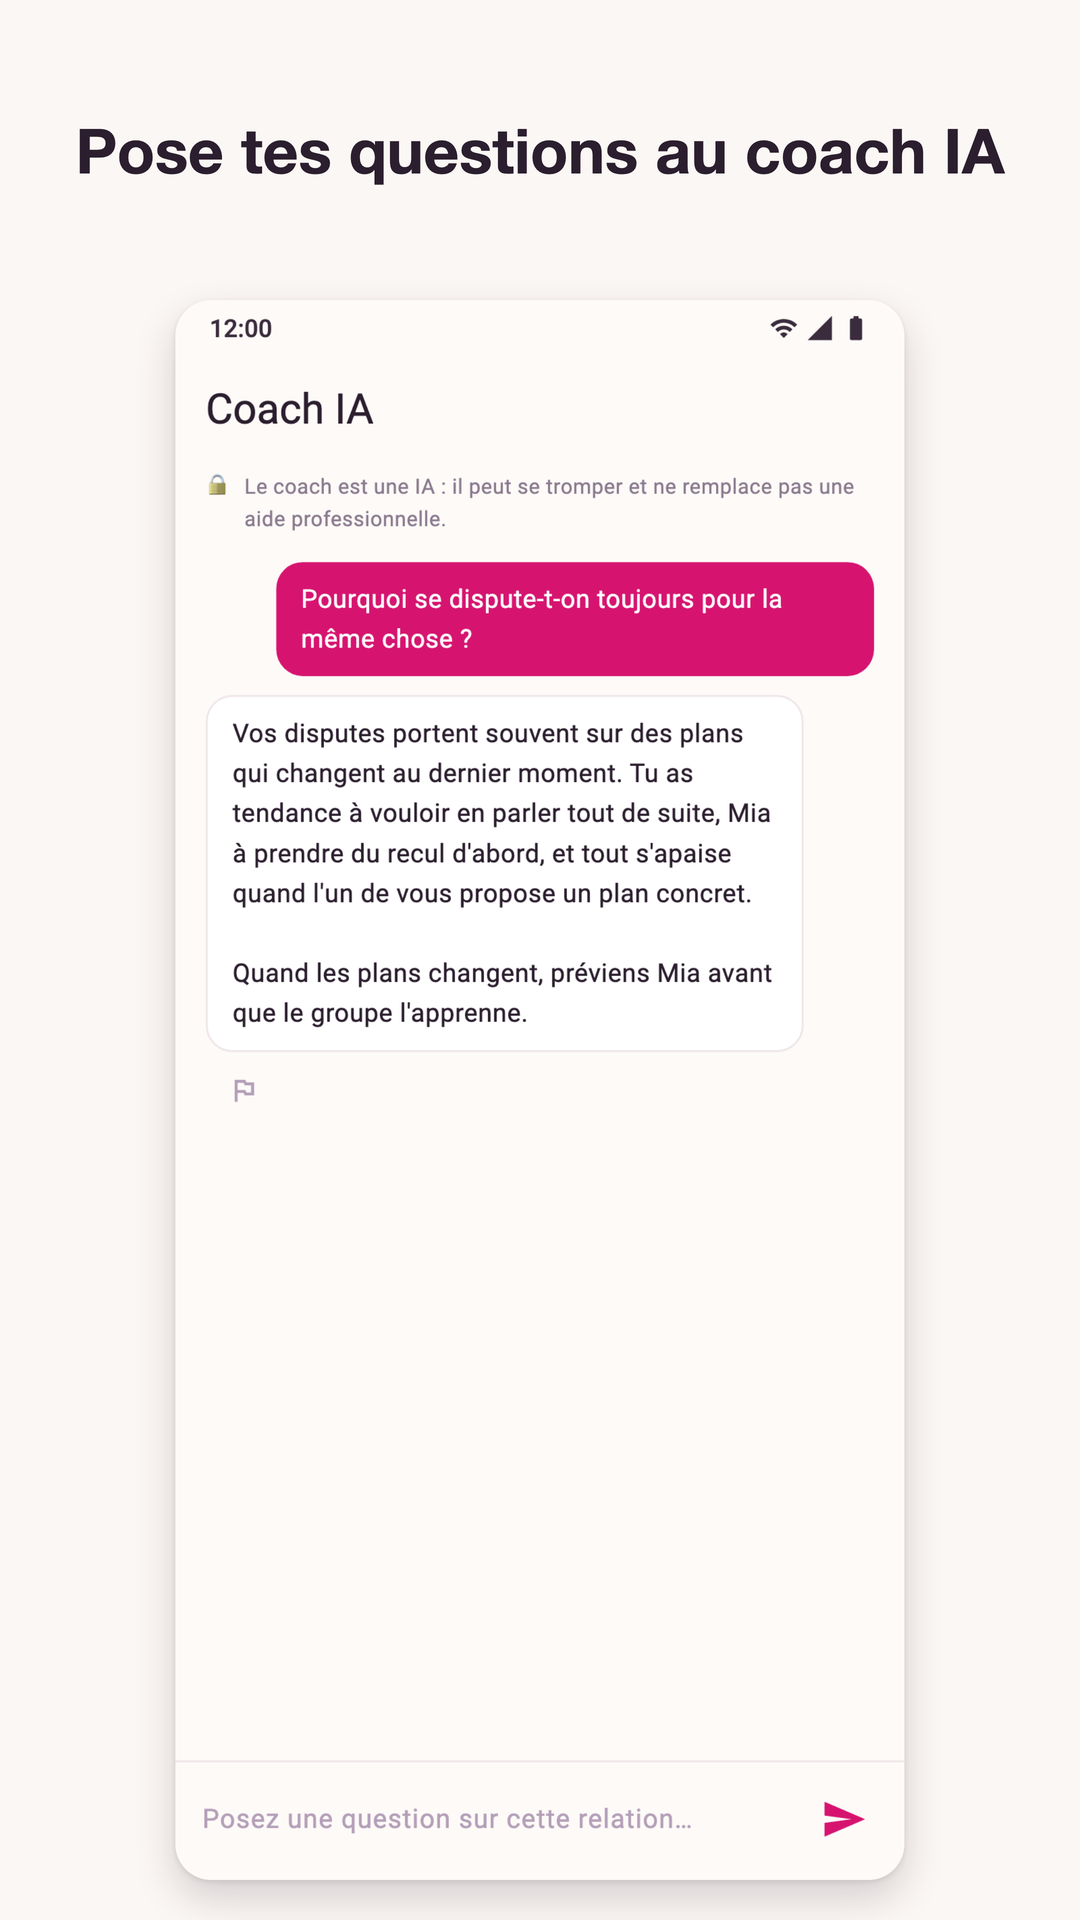 Pose tes questions au coach IA
12:00
Coach IA
Le coach est une IA : il peut se tromper et ne remplace pas une
aide professionnelle.
Pourquoi se dispute-t-on toujours pour la
même chose ?
Vos disputes portent souvent sur des plans
qui changent au dernier moment. Tu as
tendance à vouloir en parler tout de suite, Mia
à prendre du recul d'abord, et tout s'apaise
quand l'un de vous propose un plan concret.
Quand les plans changent, préviens Mia avant
que le groupe l'apprenne.
Posez une question sur cette relation…